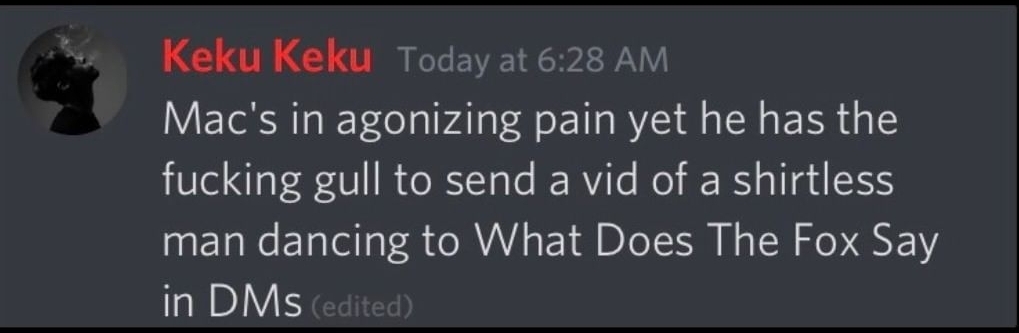 Keku Keku Today at 6:28 AM
Mac's in agonizing pain yet he has the
fucking gull to send a vid of a shirtless
man dancing to What Does The Fox Say
in DMs (edited)